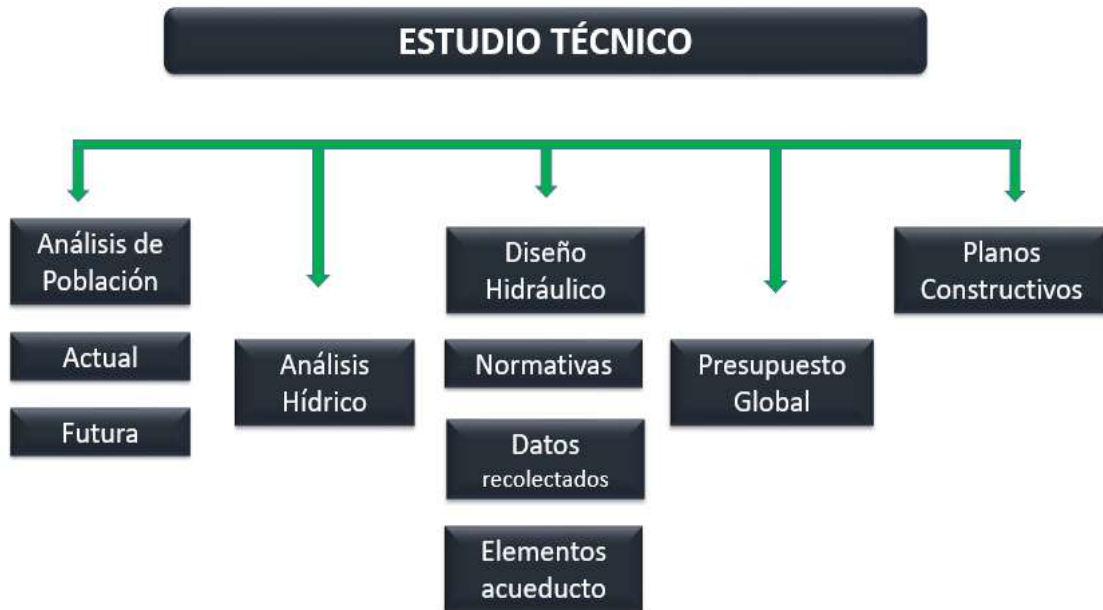 ESTUDIO TÉCNICO
Análisis de
Población
Actual
Futura
Análisis
Hídrico
Diseño
Hidráulico
Normativas
Datos
recolectados
Elementos
acueducto
Presupuesto
Global
Planos
Constructivos